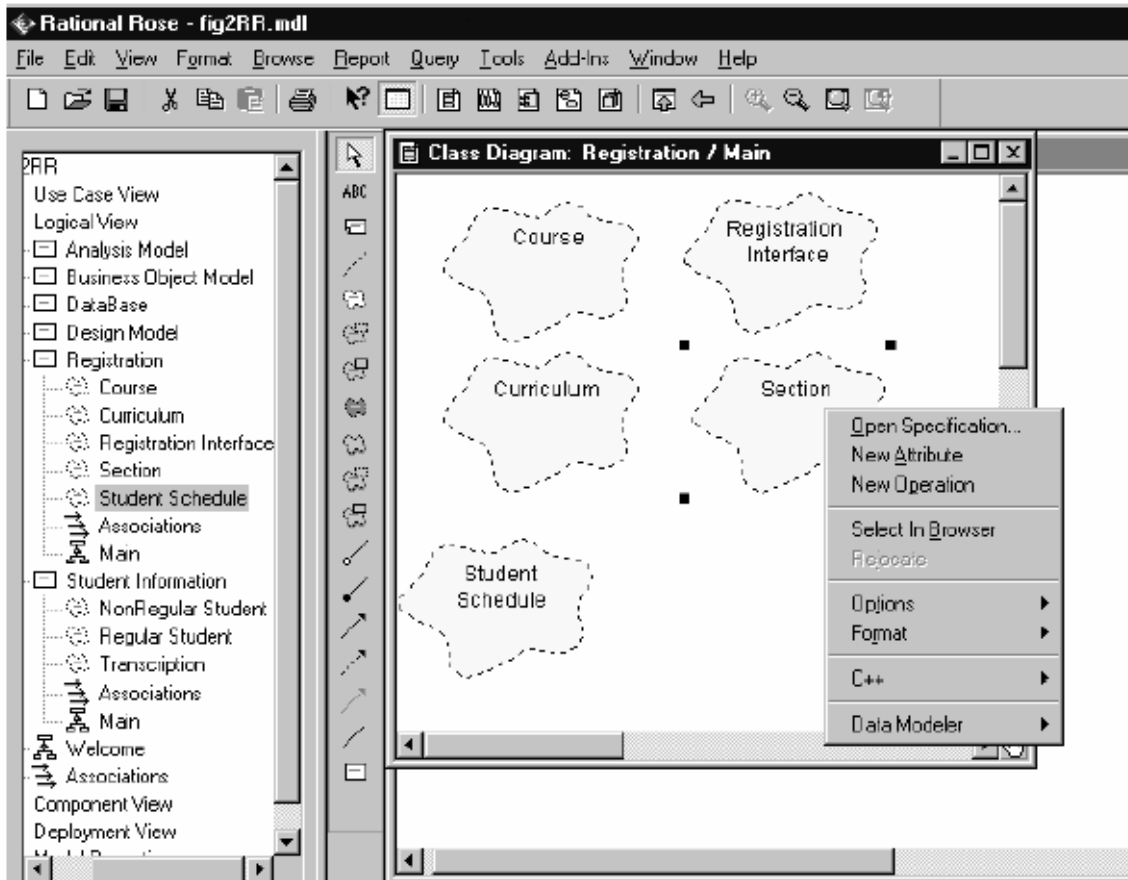 Rational Rose - fig2RR.mdl
File Edit View Format Browse Report Query Tools Add-Ins Window Help
2RR
Use Case View
Logical View
Analysis Model
Business Object Model
DataBase
Design Model
Registration
Course
Curriculum
Registration Interface
Section
Student Schedule
Associations
Main
Student Information
NonRegular Student
Regular Student
Transcription
Associations
Main
Welcome
Associations
Component View
Deployment View
ABC
Class Diagram: Registration / Main
Course
Registration
Interface
Curriculum
Section
Student
Schedule
Open Specification...
New Attribute
New Operation
Select In Browser
Relocate
Options
Format
C++
Data Modeler